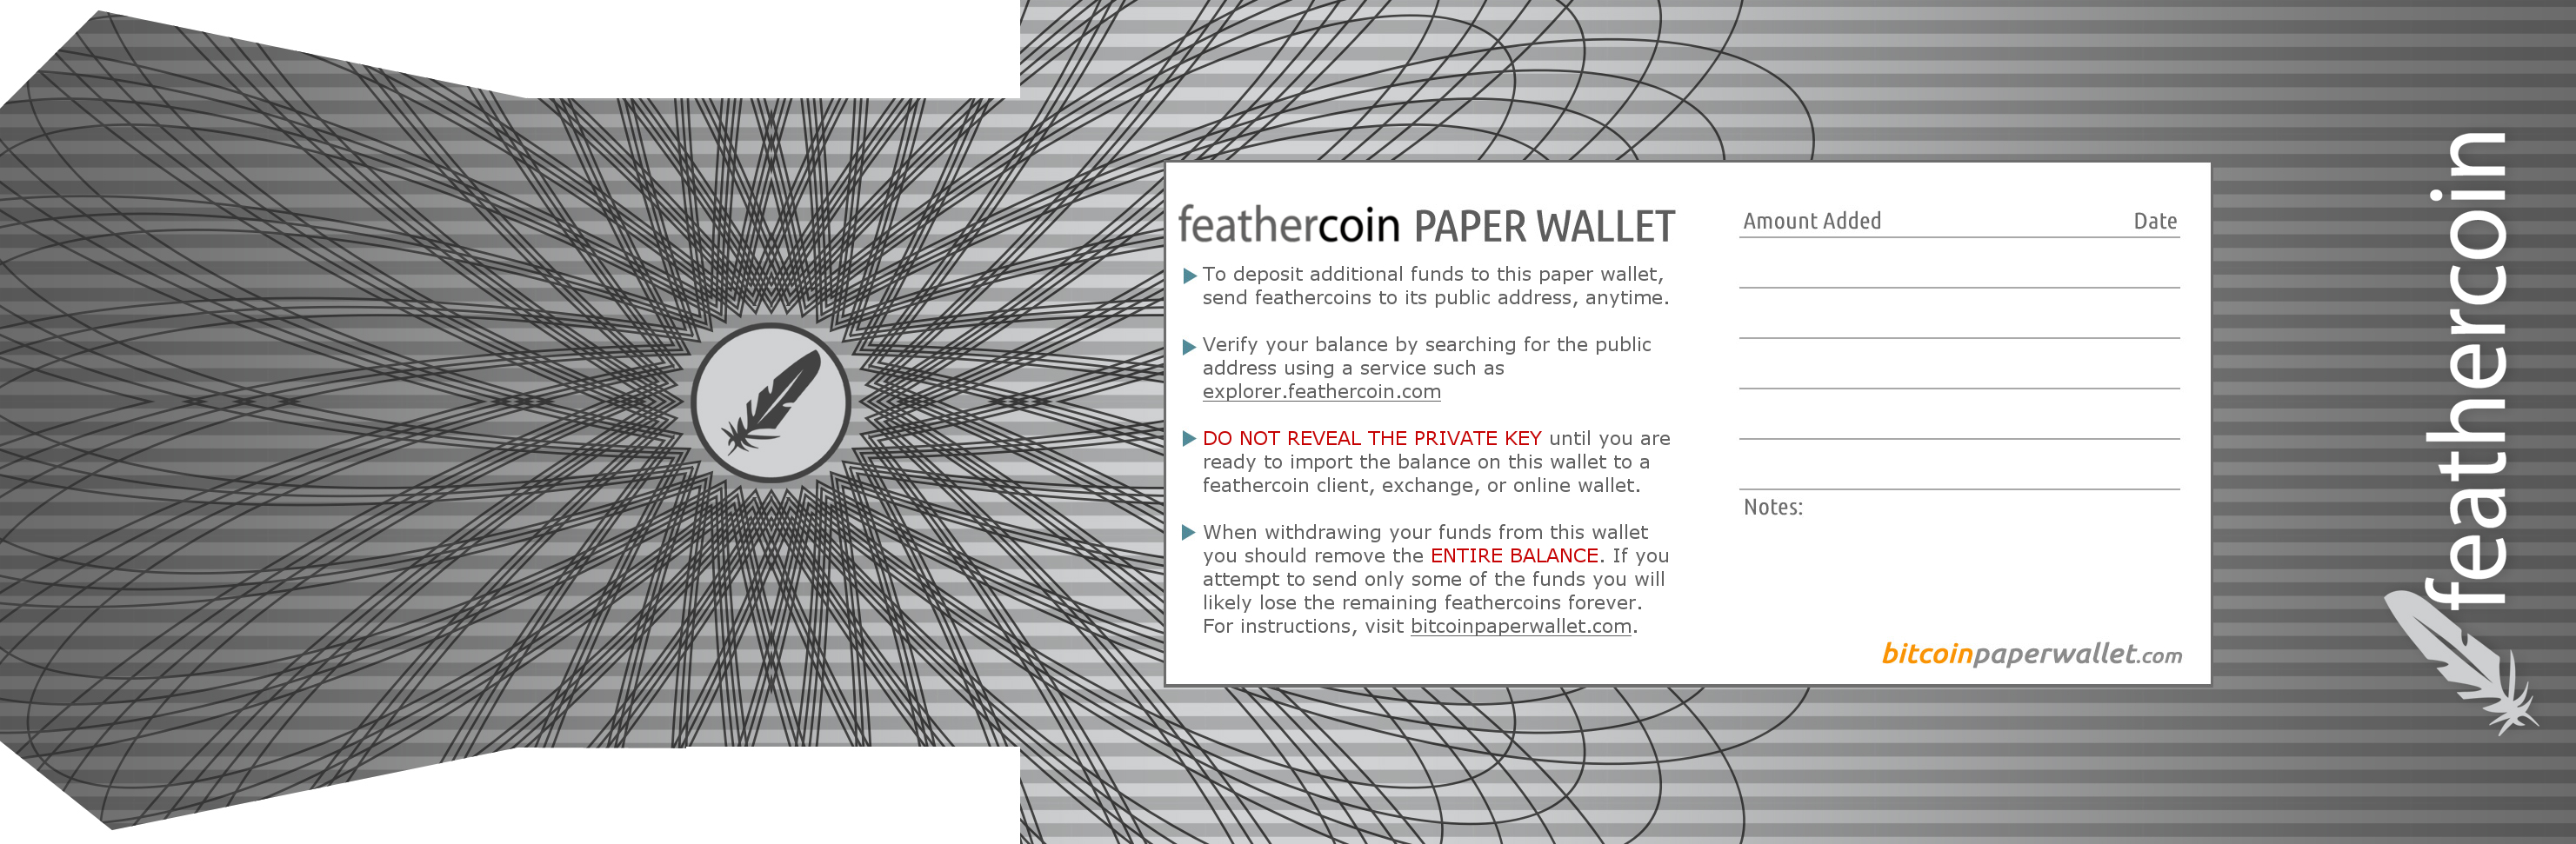 feathercoin PAPER WALLET
To deposit additional funds to this paper wallet,
send feathercoins to its public address, anytime.
Verify your balance by searching for the public
address using a service such as
explorer.feathercoin.com
DO NOT REVEAL THE PRIVATE KEY until you are
ready to import the balance on this wallet to a
feathercoin client, exchange, or online wallet.
When withdrawing your funds from this wallet
you should remove the ENTIRE BALANCE. If you
attempt to send only some of the funds you will
likely lose the remaining feathercoins forever.
For instructions, visit bitcoinpaperwallet.com.
Amount Added Date
Notes:
bitcoinpaperwallet.com
feathercoin